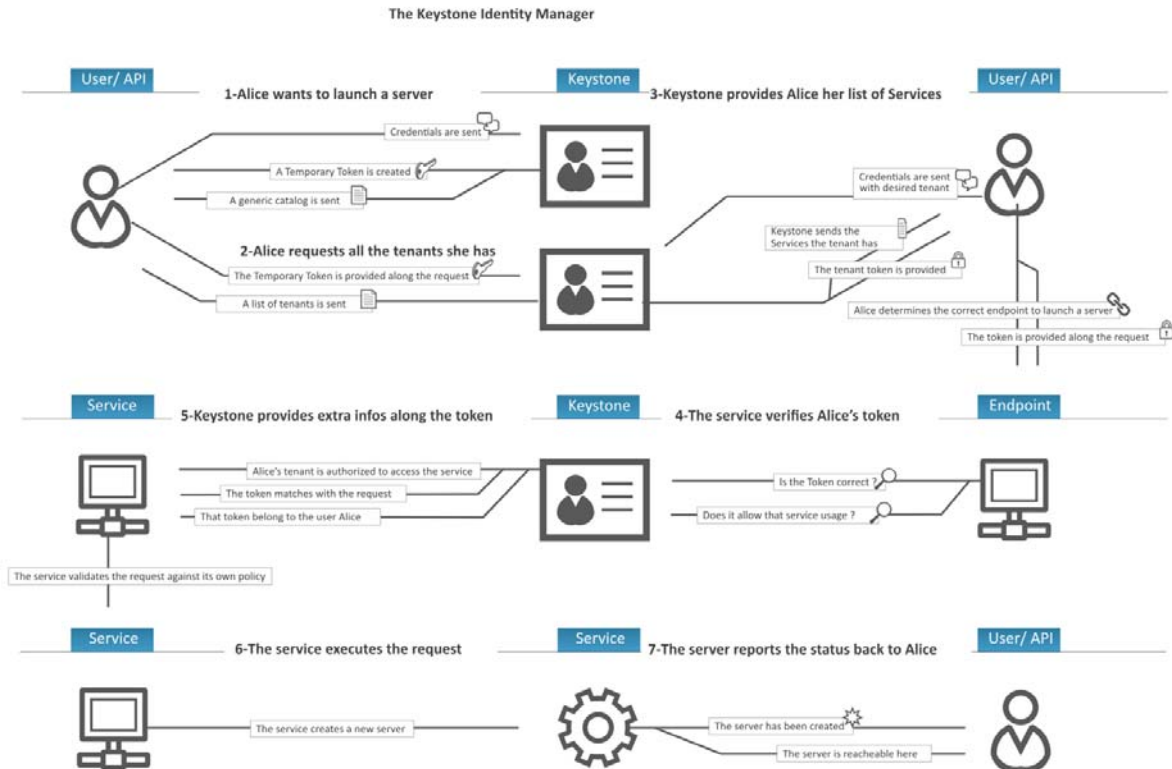 The Keystone Identity Manager
User/ API
1-Alice wants to launch a server
Keystone
3-Keystone provides Alice her list of Services
User/ API
Credentials are sent
A Temporary Token is created
A generic catalog is sent
Credentials are sent
with desired tenant
Keystone sends the
Services the tenant has
2-Alice requests all the tenants she has
The Temporary Token is provided along the request
The tenant token is provided
A list of tenants is sent
Alice determines the correct endpoint to launch a server
The token is provided along the request
Service
5-Keystone provides extra infos along the token
Keystone
4-The service verifies Alice's token
Endpoint
Alice's tenant is authorized to access the service
The token matches with the request
That token belong to the user Alice
Is the Token correct ?
Does it allow that service usage ?
The service validates the request against its own policy
Service
6-The service executes the request
Service
7-The server reports the status back to Alice
User/ API
The service creates a new server
The server has been created
The server is reacheable here